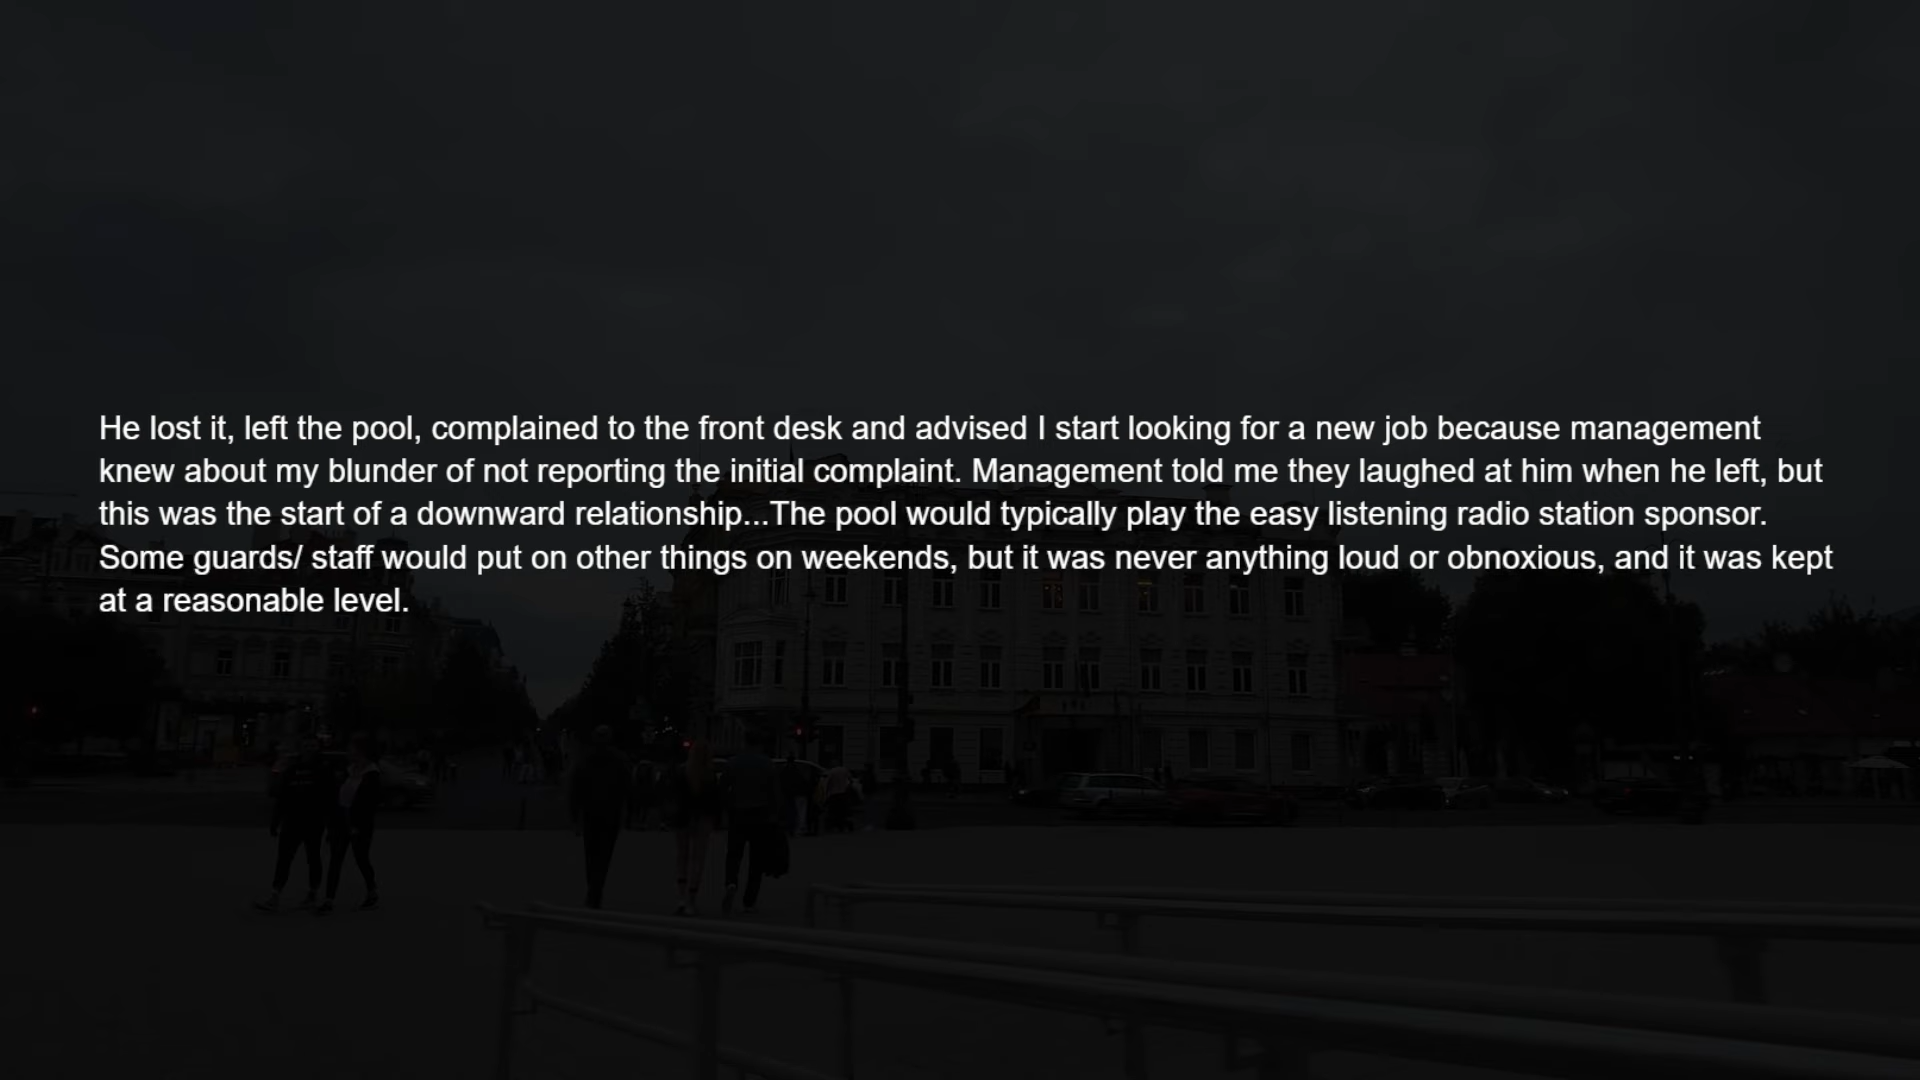 He lost it, left the pool, complained to the front desk and advised I start looking for a new job because management
knew about my blunder of not reporting the initial complaint. Management told me they laughed at him when he left, but
this was the start of a downward relationship...The pool would typically play the easy listening radio station sponsor.
Some guards/ staff would put on other things on weekends, but it was never anything loud or obnoxious, and it was kept
at a reasonable level.